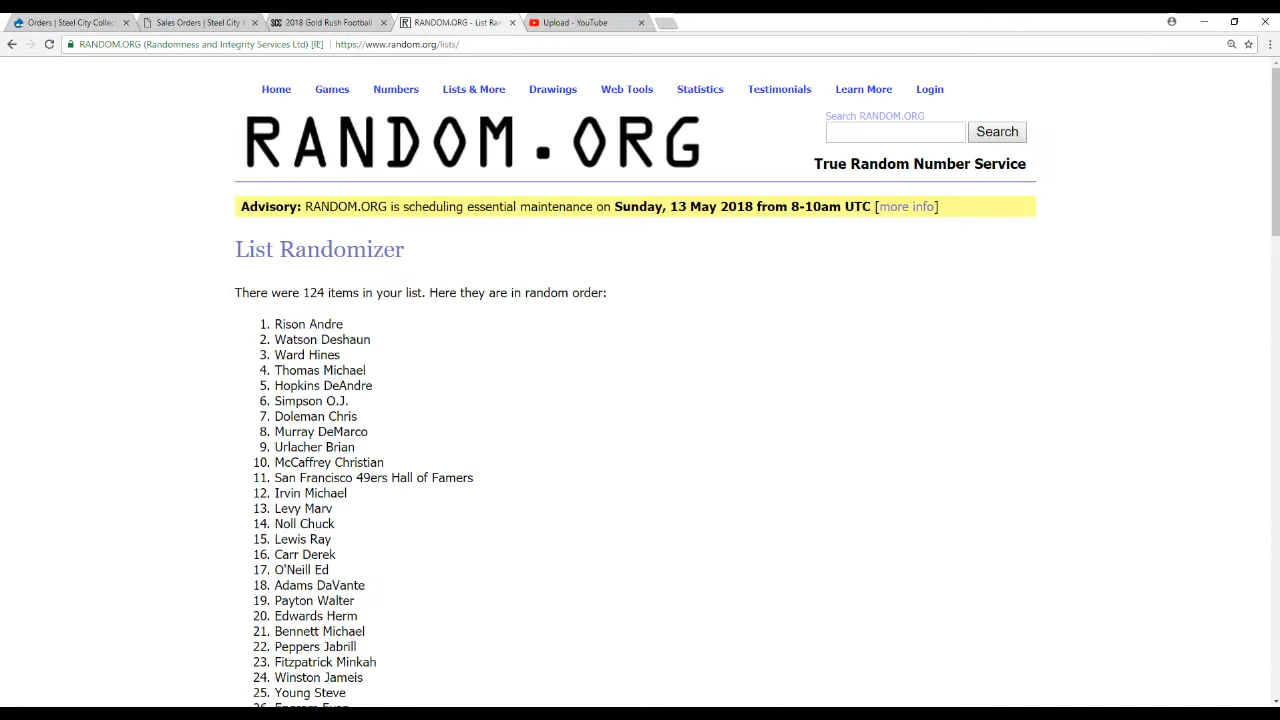 Orders | Steel City Collect
Sales Orders | Steel City H
2018 Gold Rush Football
RANDOM.ORG - List Ran
Upload - YouTube
RANDOM.ORG (Randomness and Integrity Services Ltd) [IE] https://www.random.org/lists/
Home Games Numbers Lists & More Drawings Web Tools Statistics Testimonials Learn More Login
RANDOM.ORG
Search RANDOM.ORG
Search
True Random Number Service
Advisory: RANDOM.ORG is scheduling essential maintenance on Sunday, 13 May 2018 from 8-10am UTC [more info]
List Randomizer
There were 124 items in your list. Here they are in random order:
1. Rison Andre
2. Watson Deshaun
3. Ward Hines
4. Thomas Michael
5. Hopkins DeAndre
6. Simpson O.J.
7. Doleman Chris
8. Murray DeMarco
9. Urlacher Brian
10. McCaffrey Christian
11. San Francisco 49ers Hall of Famers
12. Irvin Michael
13. Levy Marv
14. Noll Chuck
15. Lewis Ray
16. Carr Derek
17. O'Neill Ed
18. Adams DaVante
19. Payton Walter
20. Edwards Herm
21. Bennett Michael
22. Peppers Jabrill
23. Fitzpatrick Minkah
24. Winston Jameis
25. Young Steve
26. Engram Evan